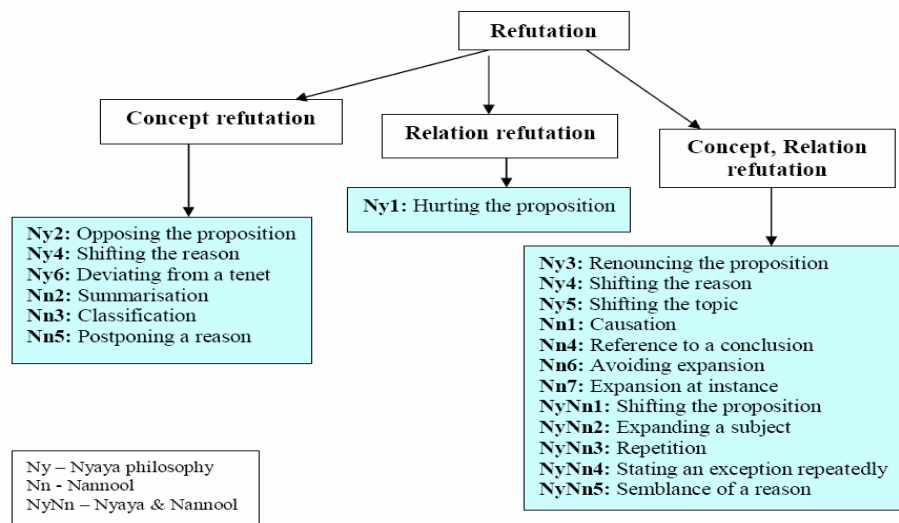 Refutation
Concept refutation
Relation refutation
Concept, Relation
refutation
Ny2: Opposing the proposition
Ny4: Shifting the reason
Ny6: Deviating from a tenet
Nn2: Summarisation
Nn3: Classification
Nn5: Postponing a reason
Ny1: Hurting the proposition
Ny3: Renouncing the proposition
Ny4: Shifting the reason
Ny5: Shifting the topic
Nn1: Causation
Nn4: Reference to a conclusion
Nn6: Avoiding expansion
Nn7: Expansion at instance
NyNn1: Shifting the proposition
NyNn2: Expanding a subject
NyNn3: Repetition
NyNn4: Stating an exception repeatedly
NyNn5: Semblance of a reason
Ny – Nyaya philosophy
Nn - Nannool
NyNn – Nyaya & Nannool